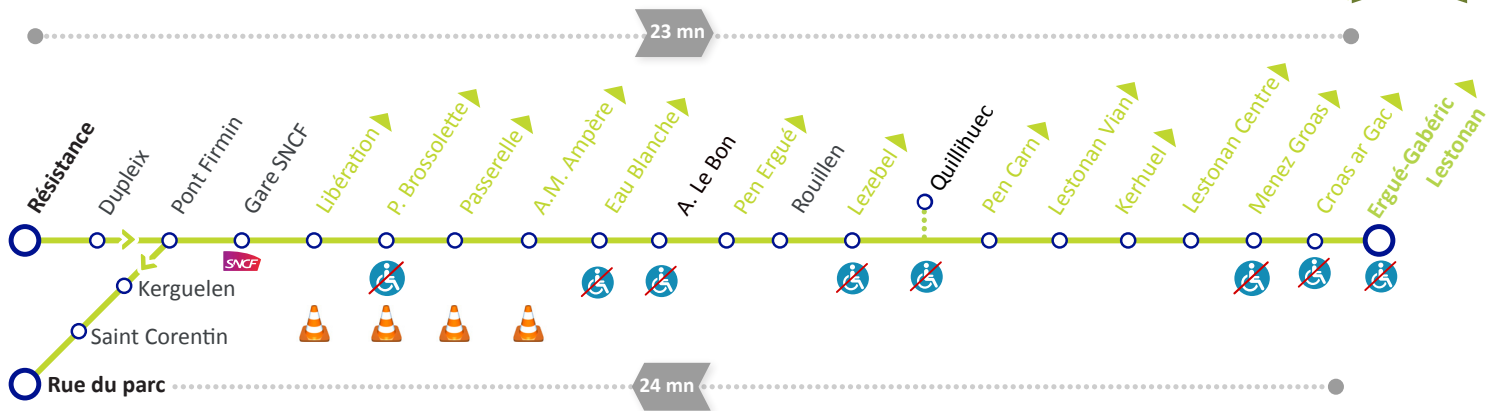 23 mn
Résistance
Dupleix
Pont Firmin
Gare SNCF
Libération
P. Brossolette
Passerelle
A.M. Ampère
Eau Blanche
A. Le Bon
Pen Ergué
Rouillen
Lezebel
Quillihuec
Pen Carn
Lestonan Vian
Kerhuel
Lestonan Centre
Menez Groas
Croas ar Gac
Ergué-Gabéric
Lestonan
SNCF
Kerguelen
Saint Corentin
Rue du parc
24 mn